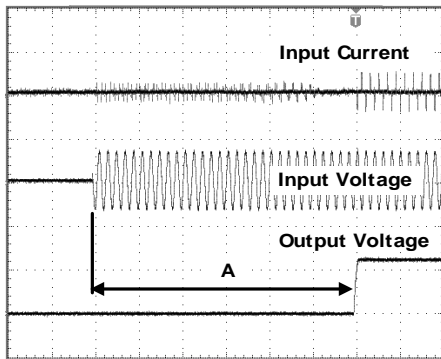 T
Input Current
Input Voltage
Output Voltage
A